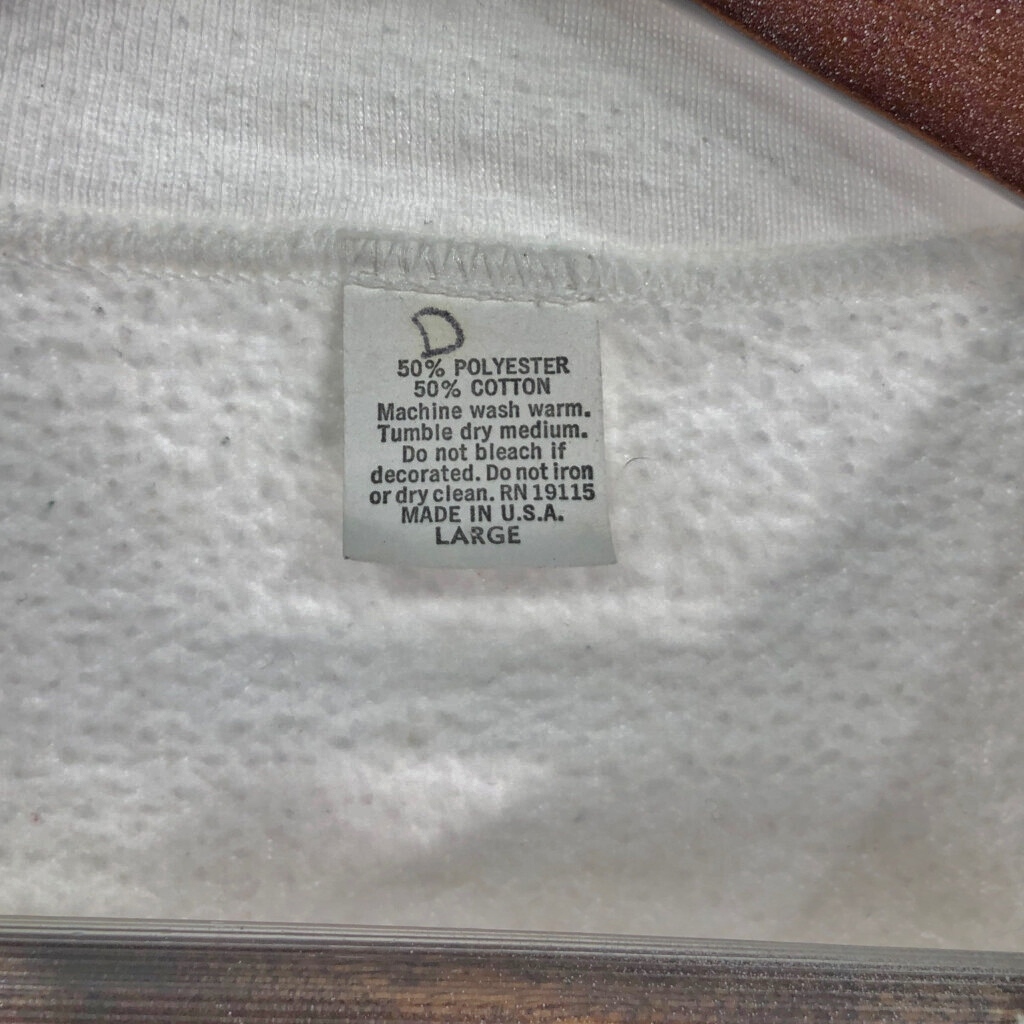 D
50% POLYESTER
50% COTTON
Machine wash warm.
Tumble dry medium.
Do not bleach if
decorated. Do not iron
or dry clean. RN 19115
MADE IN U.S.A.
LARGE